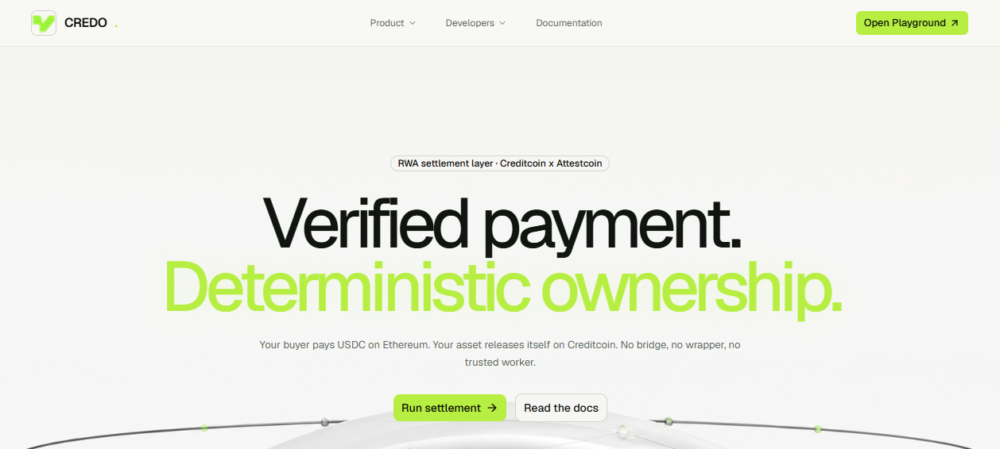 CREDO .
Product
Developers
Documentation
Open Playground
RWA settlement layer · Creditcoin x Attestcoin
Verified payment.
Deterministic ownership.
Your buyer pays USDC on Ethereum. Your asset releases itself on Creditcoin. No bridge, no wrapper, no
trusted worker.
Run settlement
Read the docs